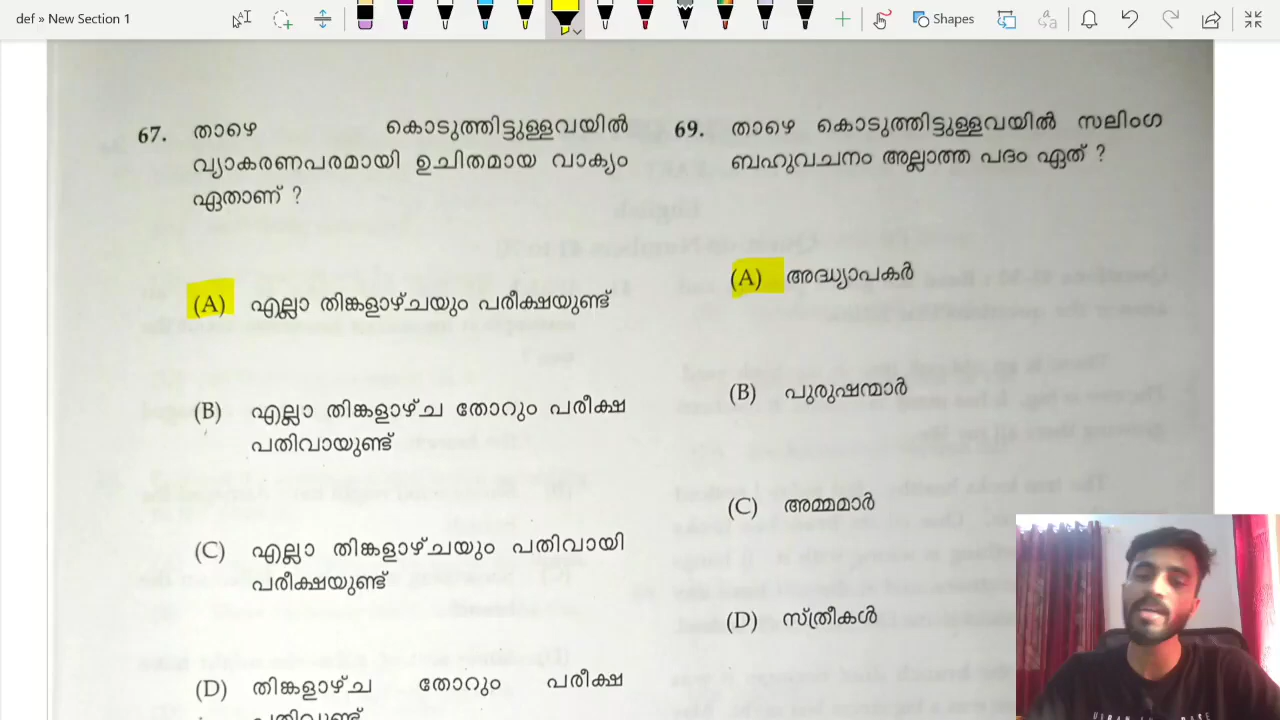 def » New Section 1
Shapes
67. താഴെ കൊടുത്തിട്ടുള്ളവയിൽ
വ്യാകരണപരമായി ഉചിതമായ വാക്യം
ഏതാണ് ?
(A) എല്ലാ തിങ്കളാഴ്ചയും പരീക്ഷയുണ്ട്
(B) എല്ലാ തിങ്കളാഴ്ച തോറും പരീക്ഷ
പതിവായുണ്ട്
(C) എല്ലാ തിങ്കളാഴ്ചയും പതിവായി
പരീക്ഷയുണ്ട്
(D) തിങ്കളാഴ്ച തോറും പരീക്ഷ
പതിവുണ്ട്
69. താഴെ കൊടുത്തിട്ടുള്ളവയിൽ സലിംഗ
ബഹുവചനം അല്ലാത്ത പദം ഏത് ?
(A) അദ്ധ്യാപകർ
(B) പുരുഷന്മാർ
(C) അമ്മമാർ
(D) സ്ത്രീകൾ